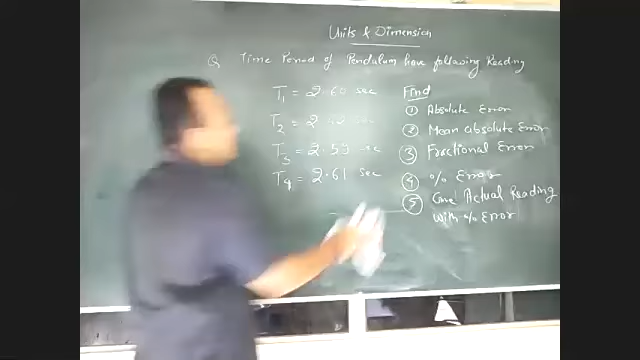 Units & Dimension
Q Time Period of Pendulum have following Reading
T1 = 2.60 sec
T2 = 2. sec
T3 = 2.59 sec
T4 = 2.61 sec
Find
① Absolute Error
② Mean absolute Error
③ Fractional Error
④ % Error
⑤ Actual Reading
with % Error